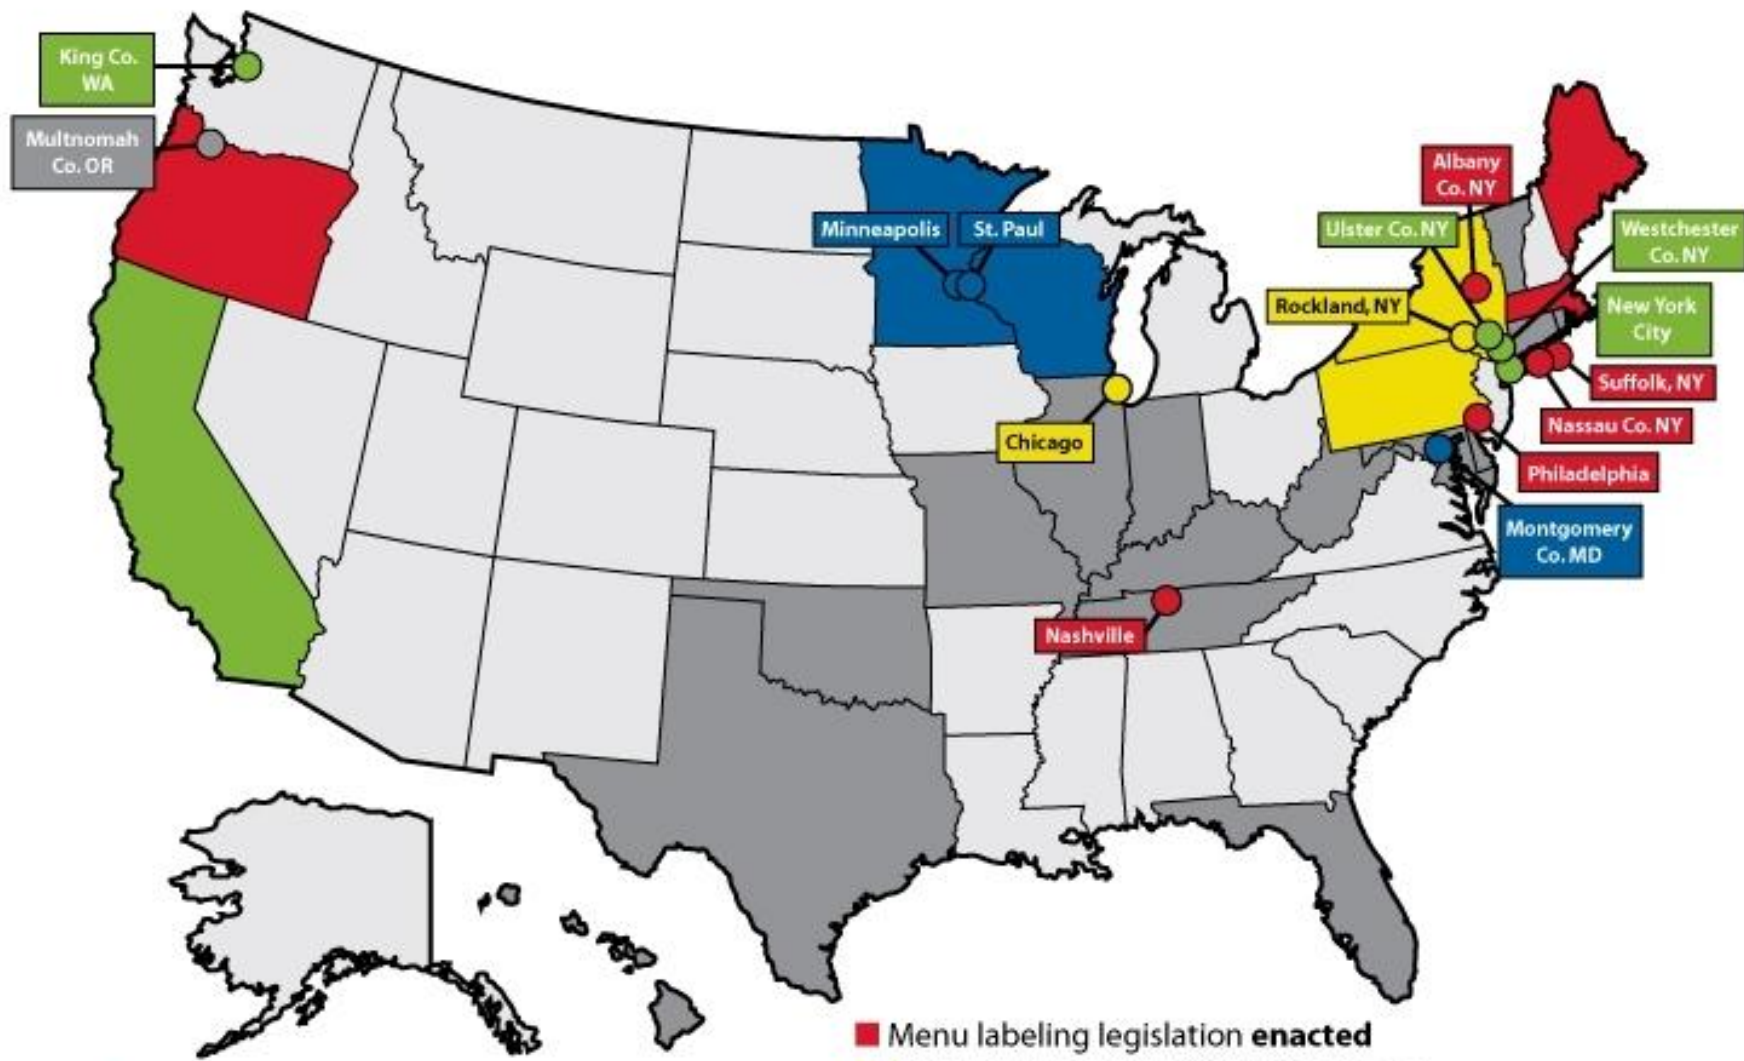 King Co.
WA
Multnomah
Co. OR
Minneapolis
St. Paul
Albany
Co. NY
Ulster Co. NY
Westchester
Co. NY
Rockland, NY
New York
City
Suffolk, NY
Nassau Co. NY
Chicago
Philadelphia
Montgomery
Co. MD
Nashville
Menu labeling legislation enacted